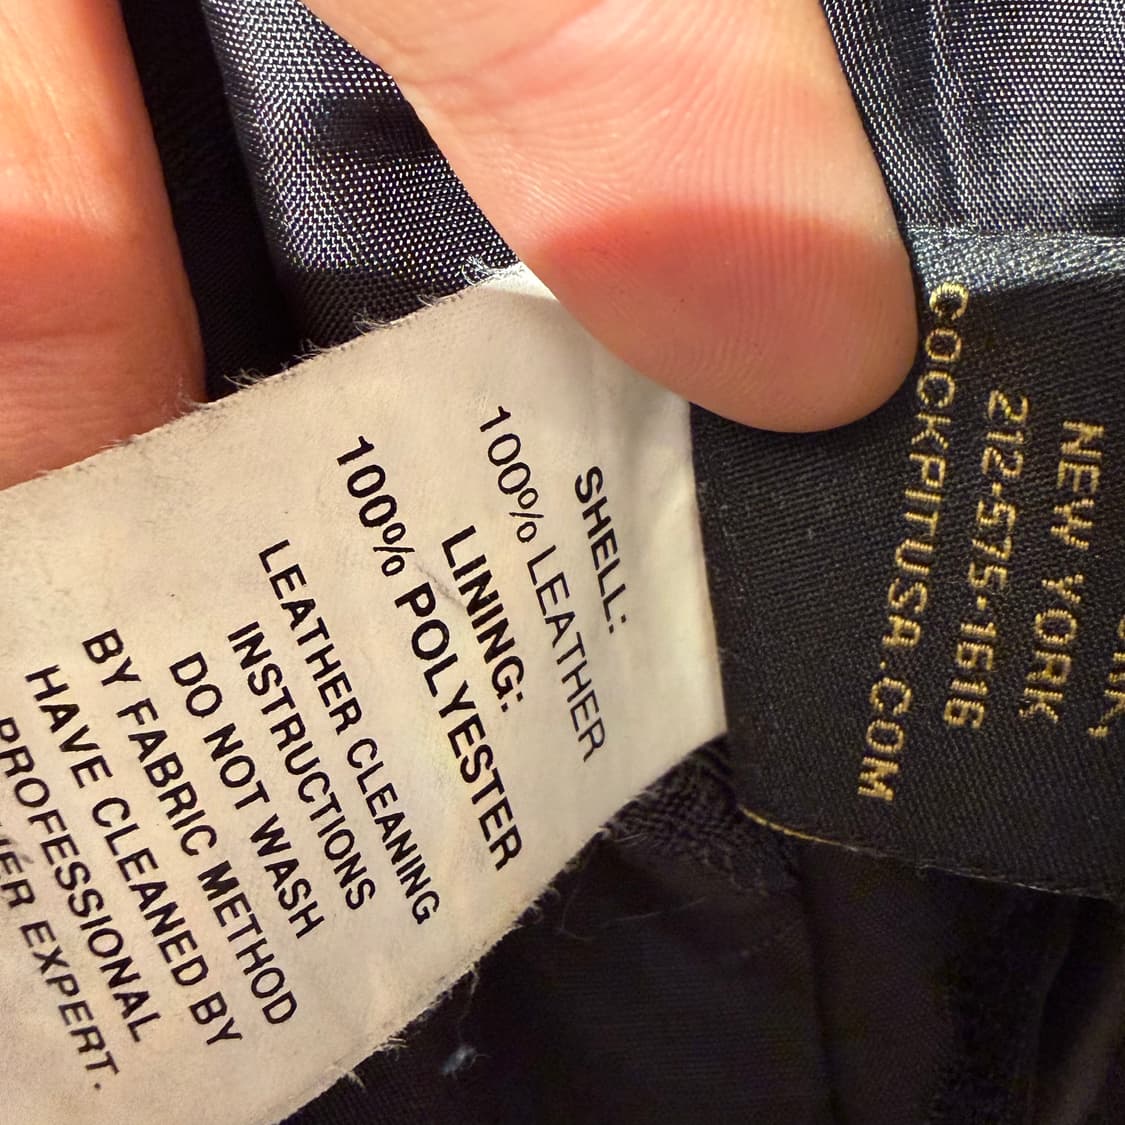 SHELL:
100% LEATHER
LINING:
100% POLYESTER
LEATHER CLEANING
INSTRUCTIONS
DO NOT WASH
BY FABRIC METHOD
HAVE CLEANED BY
PROFESSIONAL
EXPERT.
NEW YORK
212-575-1616
COCKPITUSA.COM